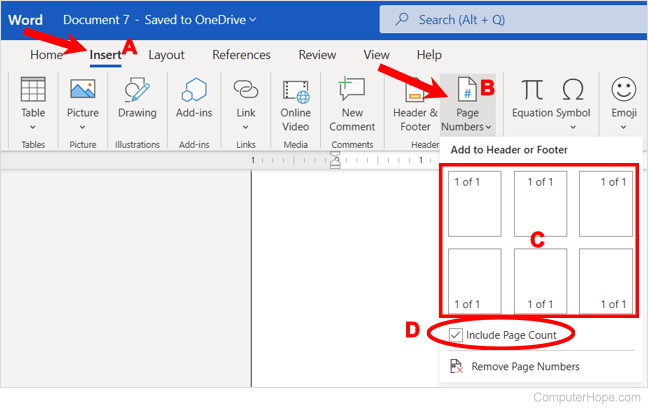 Word Document 7 - Saved to OneDrive Search (Alt + Q)
A
Home Insert Layout References Review View Help
B
Table Picture Drawing Add-ins Link Online Video New Comment Header & Footer Page Numbers Equation Symbol Emoji
Tables Picture Illustrations Add-ins Links Media Comments Header
1 1
Add to Header or Footer
1 of 1 1 of 1 1 of 1
C
1 of 1 1 of 1 1 of 1
D Include Page Count
Remove Page Numbers
ComputerHope.com